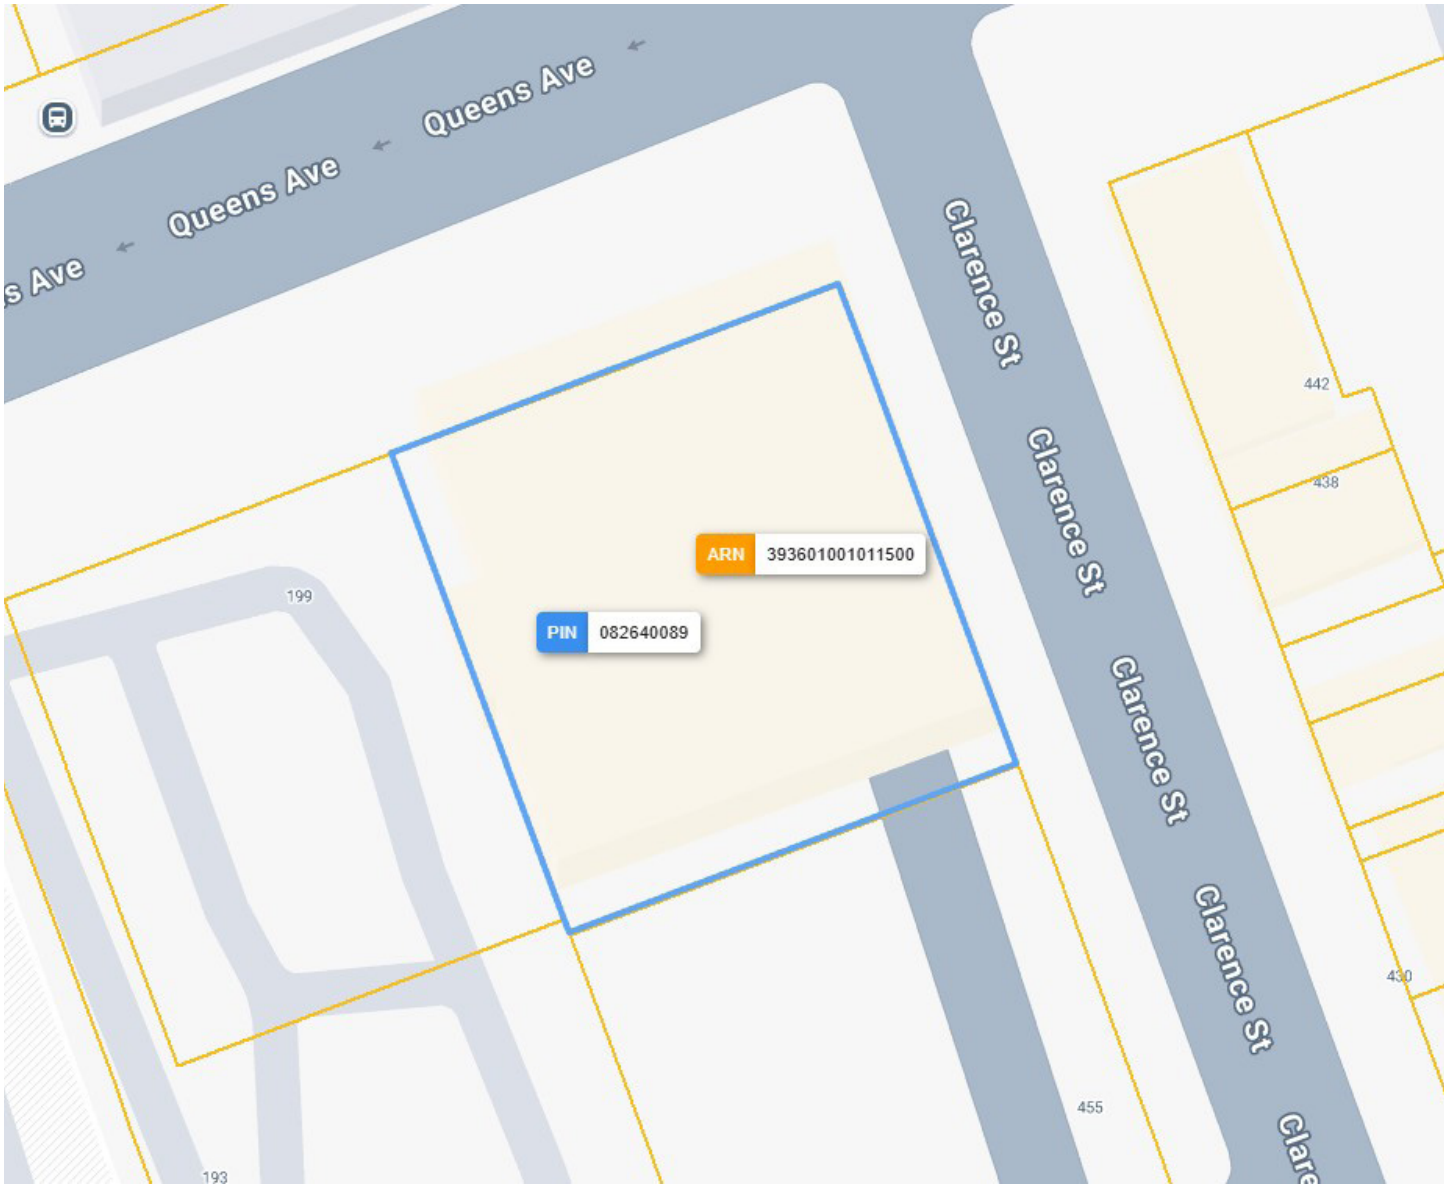 Queens Ave
Queens Ave
s Ave
Clarence St
442
Clarence St
438
ARN 393601001011500
199
PIN 082640089
Clarence St
Clarence St
430
455
Clare
193